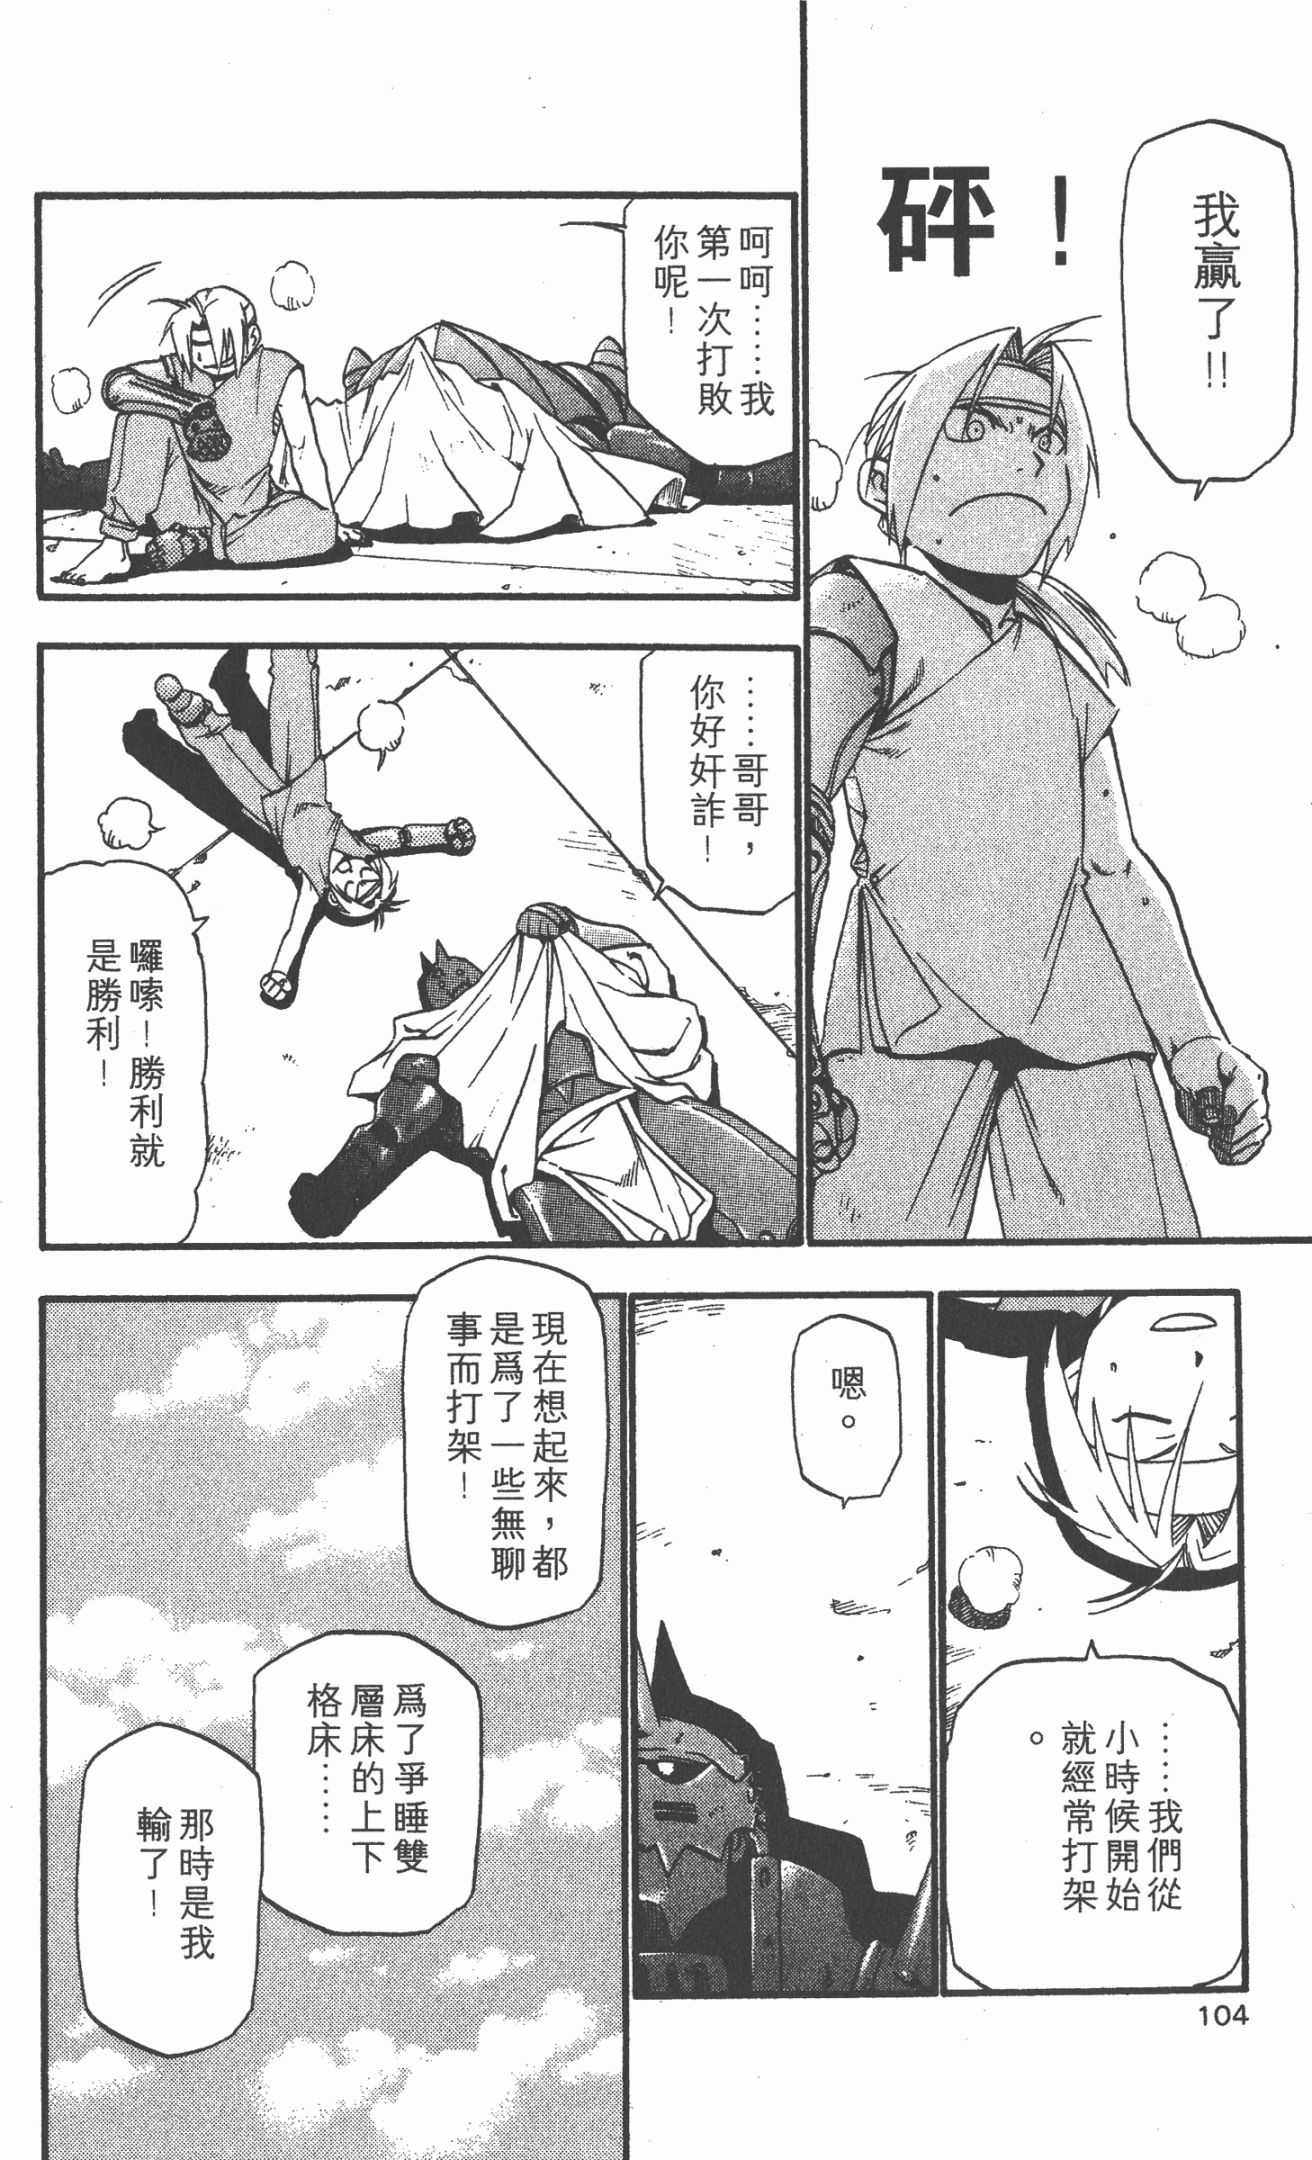 我贏了!!
砰！
呵呵……我
第一次打敗
你呢！
……哥哥，
你好奸詐！
囉嗦！勝利就
是勝利！
……我們從
小時候開始
就經常打架
。
嗯。
現在想起來，都
是爲了一些無聊
事而打架！
爲了爭睡雙
層床的上下
格床……
那時是我
輸了！
104